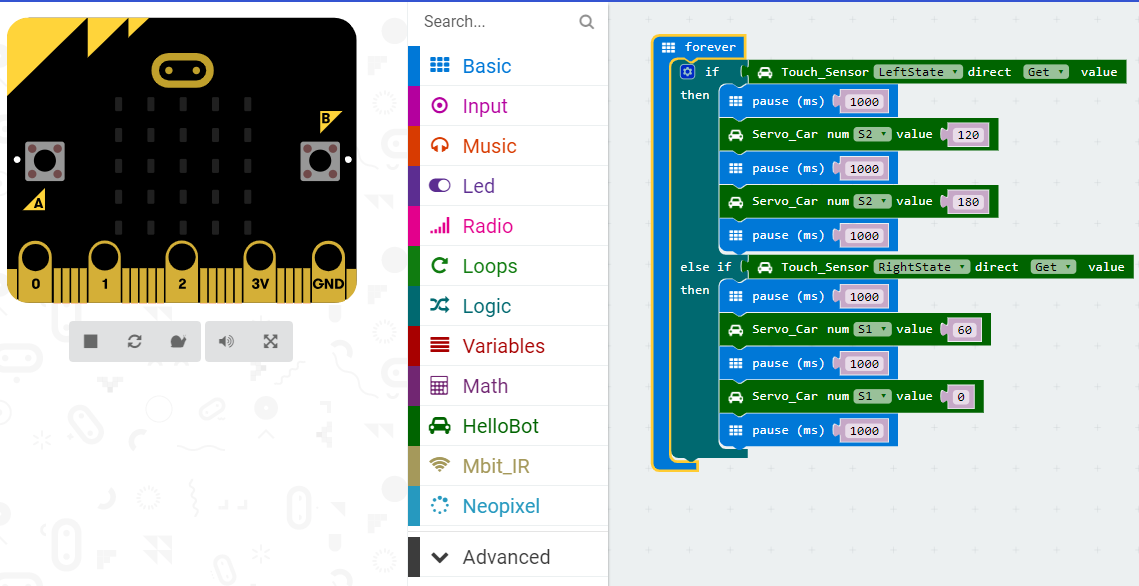 A
B
0 1 2 3V GND
Search...
Basic
Input
Music
Led
Radio
Loops
Logic
Variables
Math
HelloBot
Mbit_IR
Neopixel
Advanced
forever
if Touch_Sensor LeftState direct Get value
then pause (ms) 1000
Servo_Car num S2 value 120
pause (ms) 1000
Servo_Car num S2 value 180
pause (ms) 1000
else if Touch_Sensor RightState direct Get value
then pause (ms) 1000
Servo_Car num S1 value 60
pause (ms) 1000
Servo_Car num S1 value 0
pause (ms) 1000